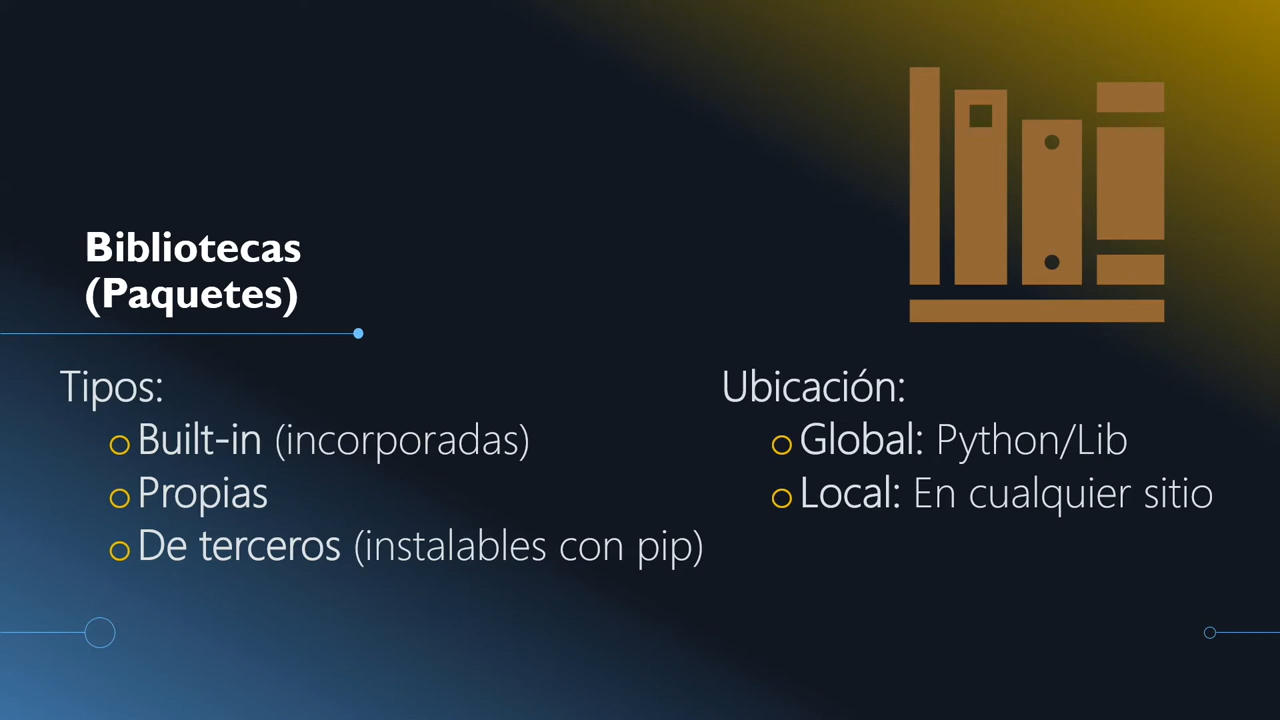 Bibliotecas
(Paquetes)
Tipos:
Built-in (incorporadas)
Propias
De terceros (instalables con pip)
Ubicación:
Global: Python/Lib
Local: En cualquier sitio